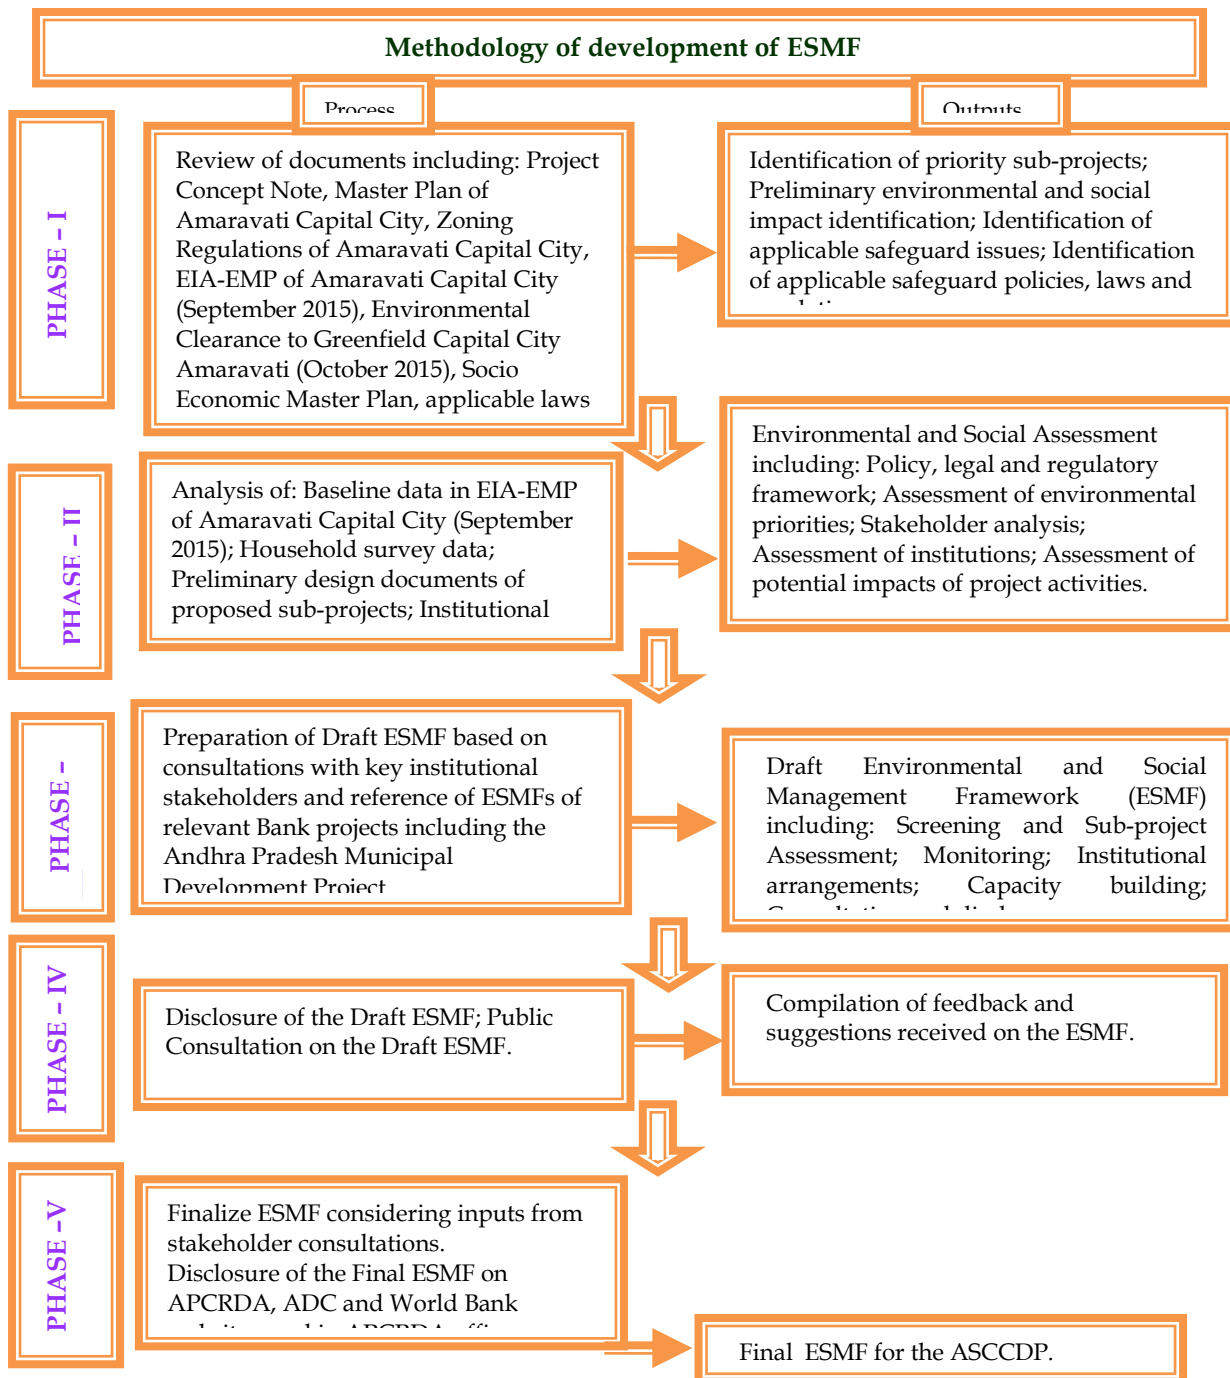 Methodology of development of ESMF
Process
Outputs
PHASE – I
Review of documents including: Project
Concept Note, Master Plan of
Amaravati Capital City, Zoning
Regulations of Amaravati Capital City,
EIA-EMP of Amaravati Capital City
(September 2015), Environmental
Clearance to Greenfield Capital City
Amaravati (October 2015), Socio
Economic Master Plan, applicable laws
Identification of priority sub-projects;
Preliminary environmental and social
impact identification; Identification of
applicable safeguard issues; Identification
of applicable safeguard policies, laws and
PHASE – II
Analysis of: Baseline data in EIA-EMP
of Amaravati Capital City (September
2015); Household survey data;
Preliminary design documents of
proposed sub-projects; Institutional
Environmental and Social Assessment
including: Policy, legal and regulatory
framework; Assessment of environmental
priorities; Stakeholder analysis;
Assessment of institutions; Assessment of
potential impacts of project activities.
PHASE –
Preparation of Draft ESMF based on
consultations with key institutional
stakeholders and reference of ESMFs of
relevant Bank projects including the
Andhra Pradesh Municipal
Development Project
Draft Environmental and Social
Management Framework (ESMF)
including: Screening and Sub-project
Assessment; Monitoring; Institutional
arrangements; Capacity building;
PHASE – IV
Disclosure of the Draft ESMF; Public
Consultation on the Draft ESMF.
Compilation of feedback and
suggestions received on the ESMF.
PHASE –V
Finalize ESMF considering inputs from
stakeholder consultations.
Disclosure of the Final ESMF on
APCRDA, ADC and World Bank
Final ESMF for the ASCCDP.